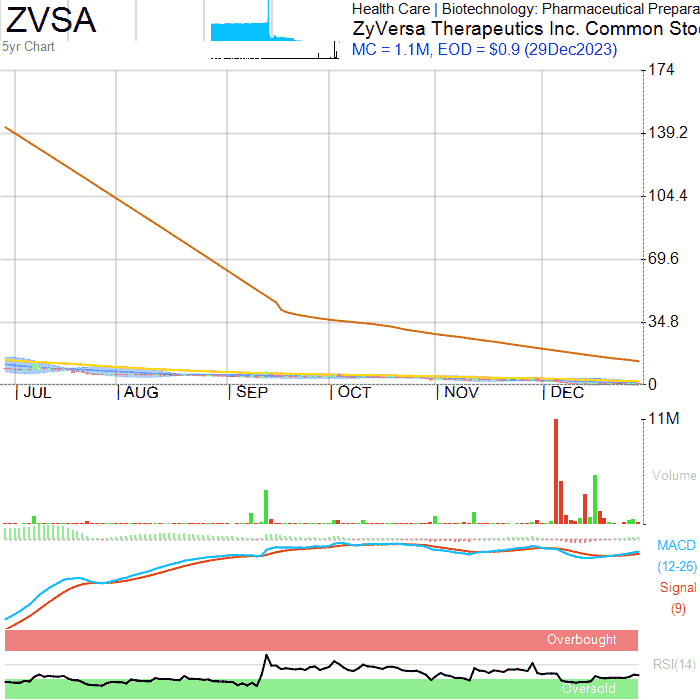 ZVSA
5yr Chart
Health Care | Biotechnology: Pharmaceutical Prepara
ZyVersa Therapeutics Inc. Common Sto
MC = 1.1M, EOD = $0.9 (29Dec2023)
174
139.2
104.4
69.6
34.8
0
JUL AUG SEP OCT NOV DEC
11M
Volume
MACD
(12-26)
Signal
(9)
Overbought
RSI(14)
Oversold